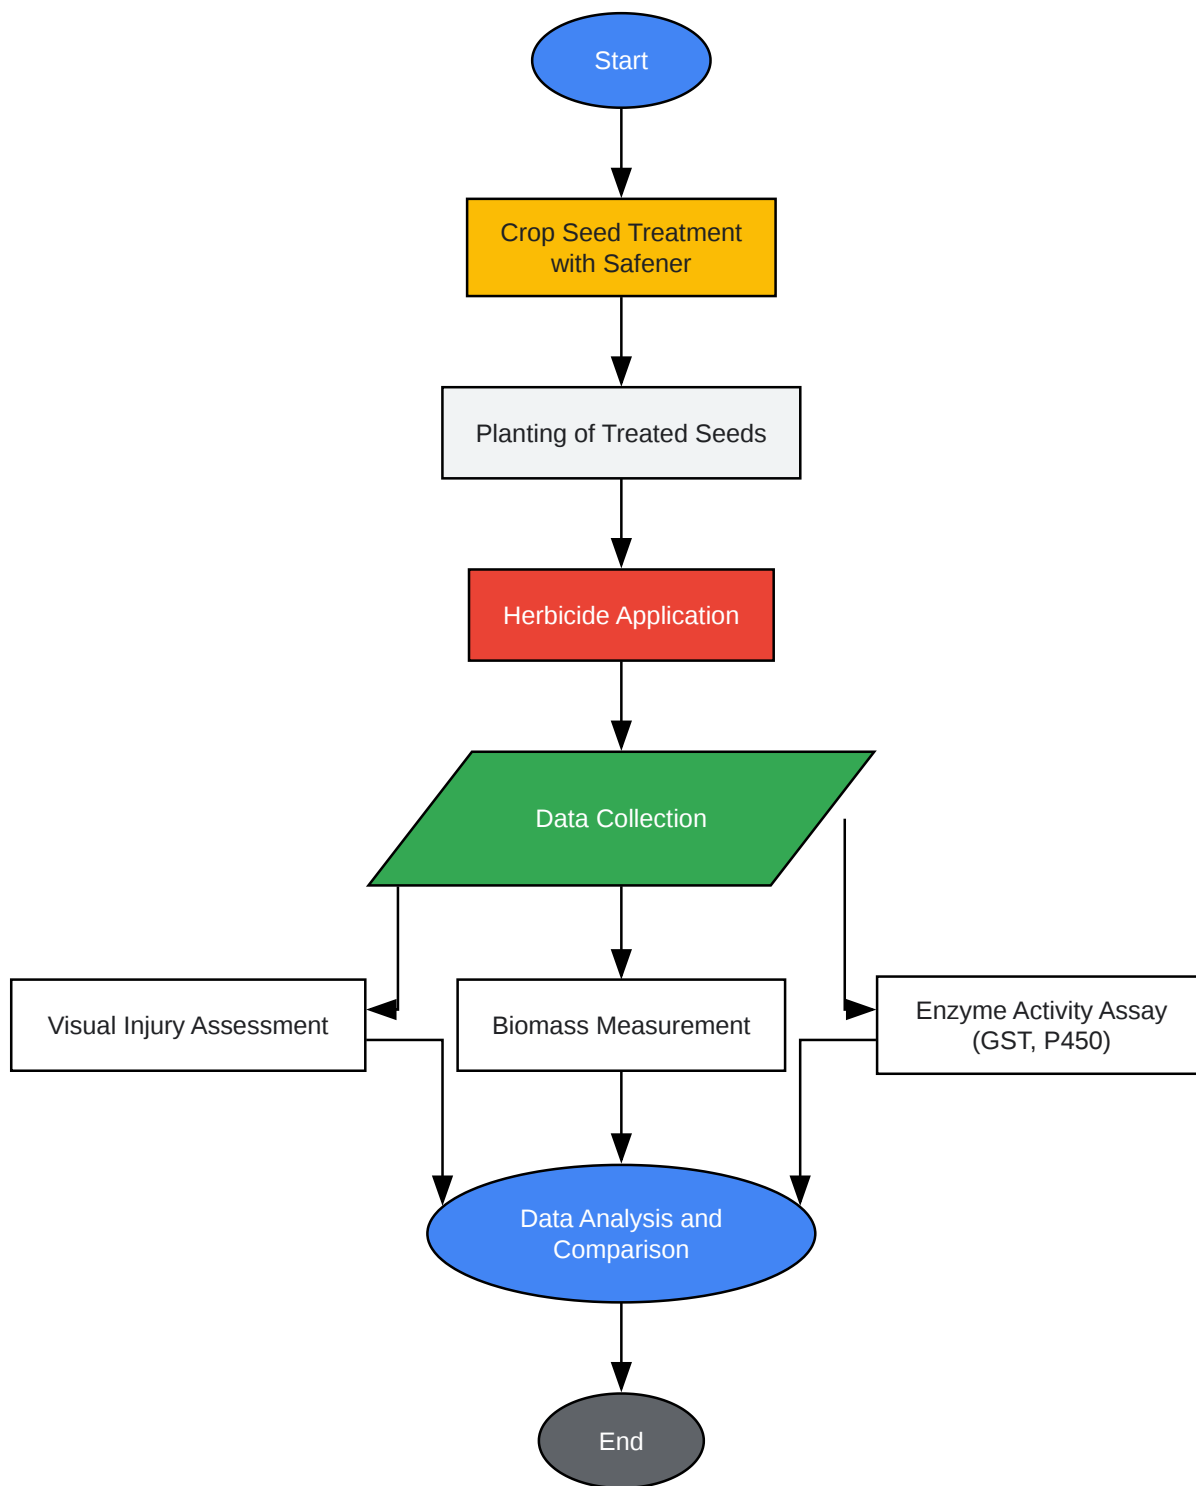 Start
Crop Seed Treatment
with Safener
Planting of Treated Seeds
Herbicide Application
Data Collection
Visual Injury Assessment
Biomass Measurement
Enzyme Activity Assay
(GST, P450)
Data Analysis and
Comparison
End